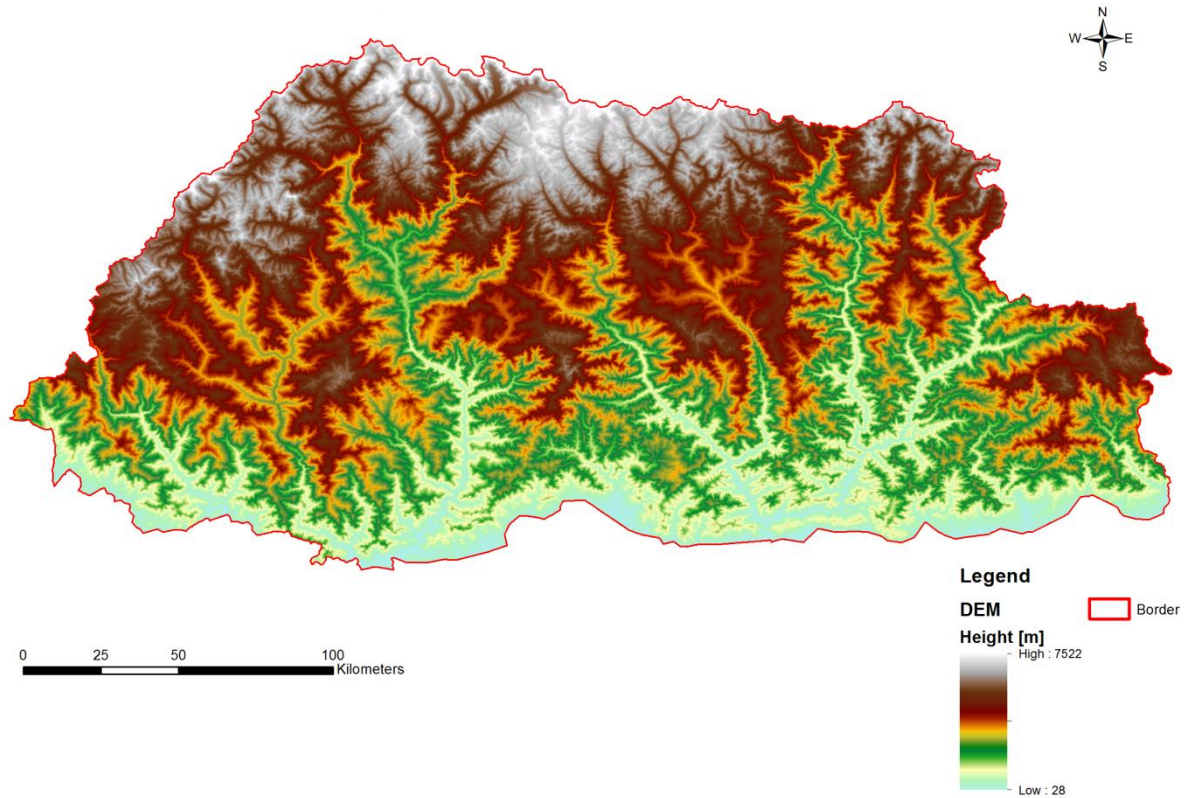 N
W E
S
Legend
DEM Border
Height [m]
High : 7522
Low : 28
0 25 50 100
Kilometers